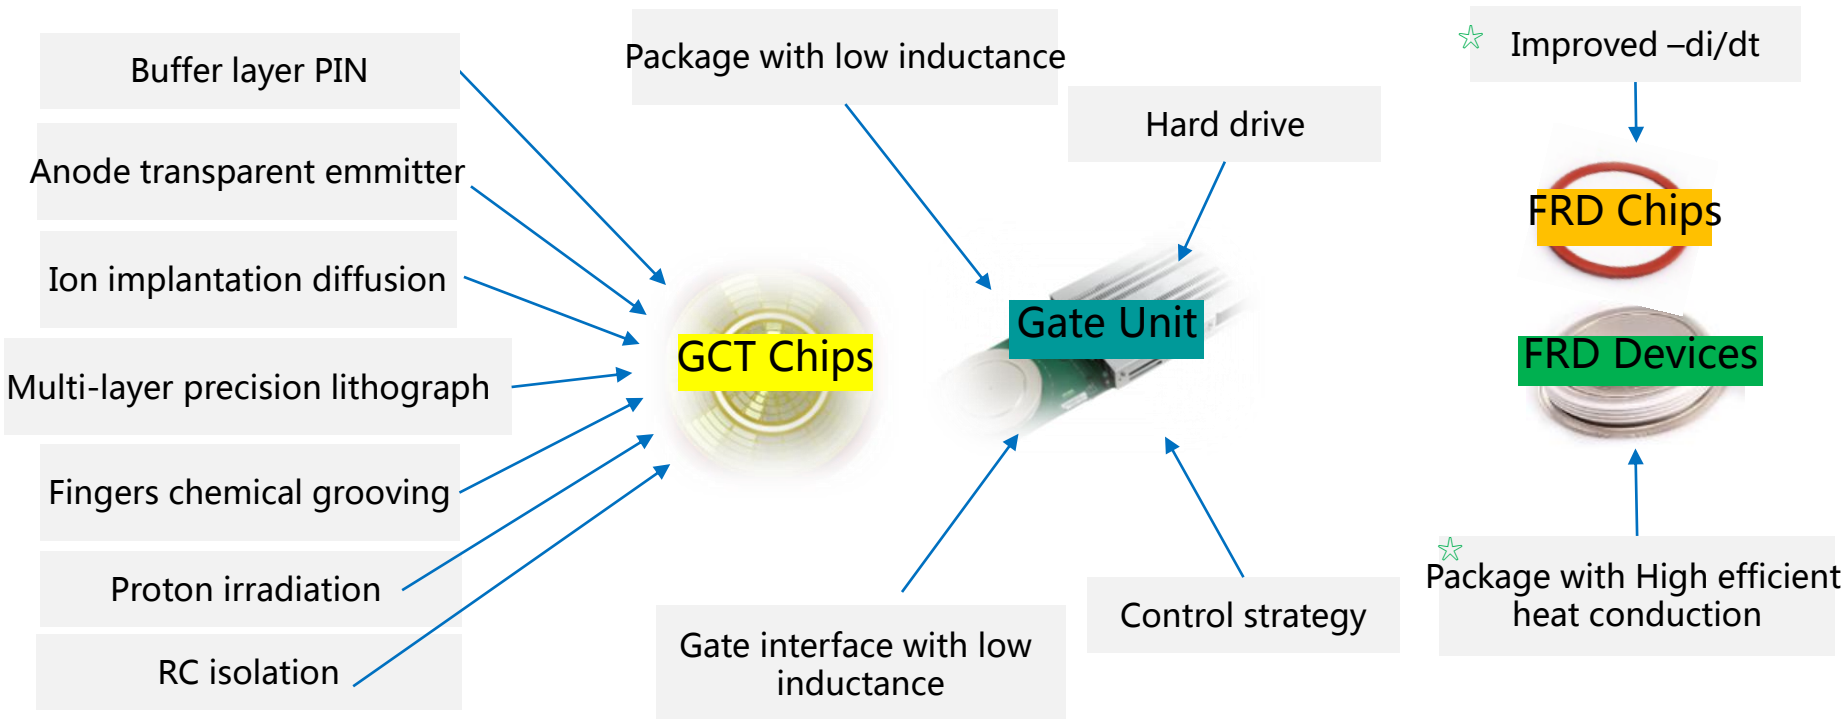 Buffer layer PIN
Anode transparent emmitter
Ion implantation diffusion
Multi-layer precision lithograph
Fingers chemical grooving
Proton irradiation
RC isolation
GCT Chips
Package with low inductance
Hard drive
Gate Unit
Gate interface with low
inductance
Control strategy
Improved –di/dt
FRD Chips
FRD Devices
Package with High efficient
heat conduction